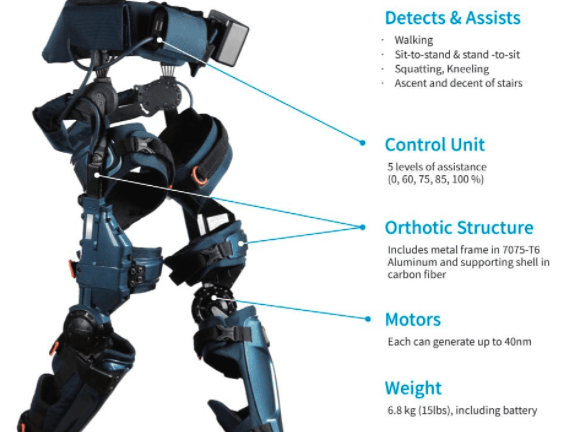 Detects & Assists
· Walking
· Sit-to-stand & stand -to-sit
· Squatting, Kneeling
· Ascent and decent of stairs
Control Unit
5 levels of assistance
(0, 60, 75, 85, 100 %)
Orthotic Structure
Includes metal frame in 7075-T6
Aluminum and supporting shell in
carbon fiber
Motors
Each can generate up to 40nm
Weight
6.8 kg (15lbs), including battery